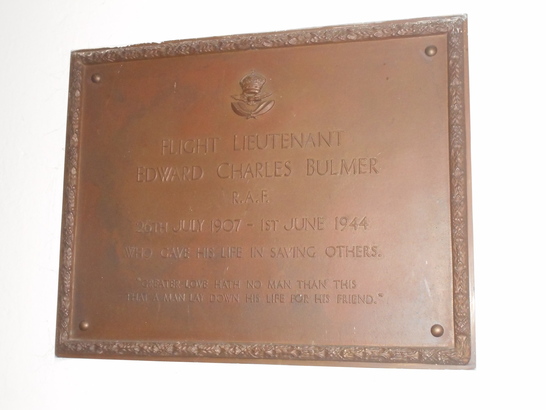 FLIGHT LIEUTENANT
EDWARD CHARLES BULMER
R.A.F.
JULY 1907 - 1ST JUNE 1944
WHO GAVE HIS LIFE IN SAVING OTHERS.
"GREATER LOVE HATH NO MAN THAN THIS
THAT A MAN LAY DOWN HIS LIFE FOR HIS FRIEND."